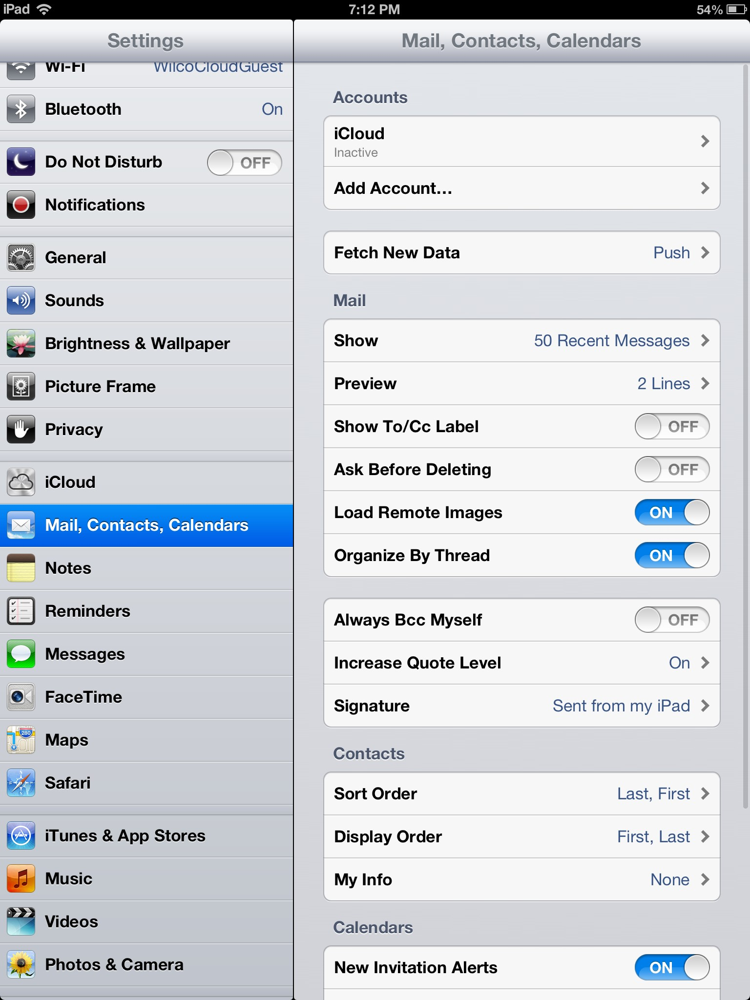 iPad 7:12 PM 54%
Settings
Wi-Fi WilcoCloudGuest
Bluetooth On
Do Not Disturb OFF
Notifications
General
Sounds
Brightness & Wallpaper
Picture Frame
Privacy
iCloud
Mail, Contacts, Calendars
Notes
Reminders
Messages
FaceTime
280
Maps
Safari
iTunes & App Stores
Music
Videos
Photos & Camera
Mail, Contacts, Calendars
Accounts
iCloud
Inactive
Add Account...
Fetch New Data Push
Mail
Show 50 Recent Messages
Preview 2 Lines
Show To/Cc Label OFF
Ask Before Deleting OFF
Load Remote Images ON
Organize By Thread ON
Always Bcc Myself OFF
Increase Quote Level On
Signature Sent from my iPad
Contacts
Sort Order Last, First
Display Order First, Last
My Info None
Calendars
New Invitation Alerts ON